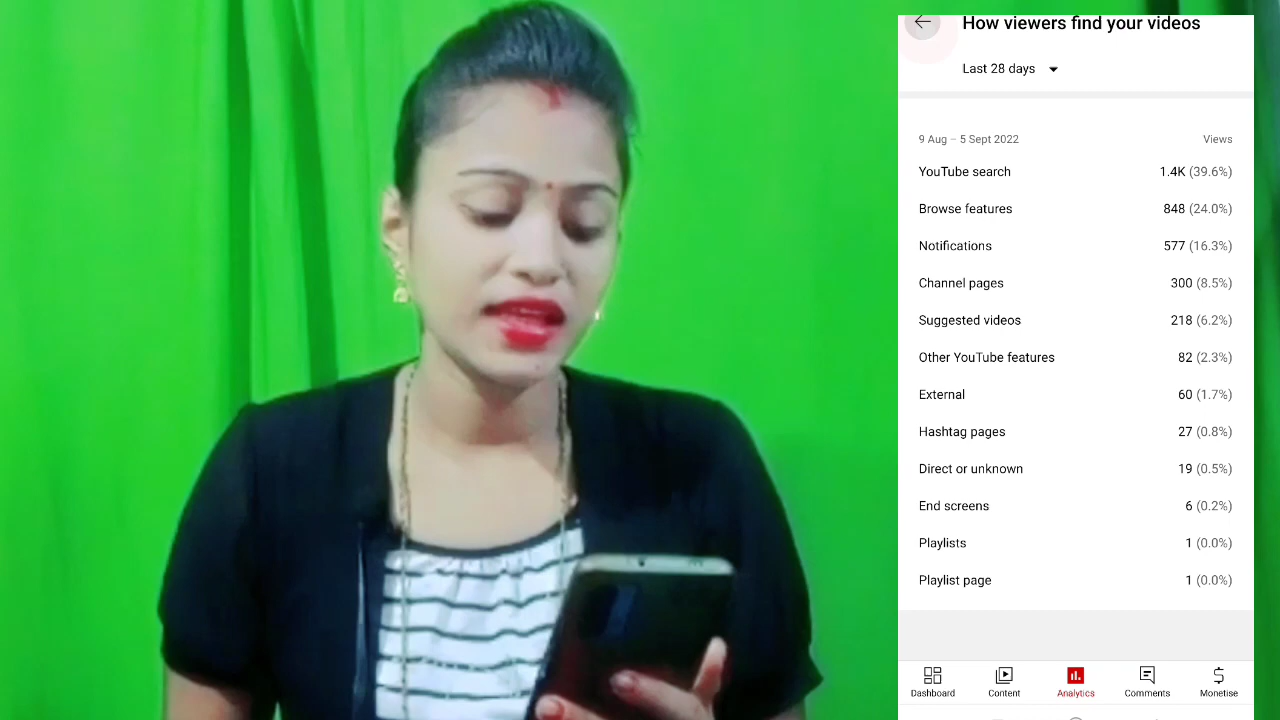 How viewers find your videos
Last 28 days
9 Aug – 5 Sept 2022 Views
YouTube search 1.4K (39.6%)
Browse features 848 (24.0%)
Notifications 577 (16.3%)
Channel pages 300 (8.5%)
Suggested videos 218 (6.2%)
Other YouTube features 82 (2.3%)
External 60 (1.7%)
Hashtag pages 27 (0.8%)
Direct or unknown 19 (0.5%)
End screens 6 (0.2%)
Playlists 1 (0.0%)
Playlist page 1 (0.0%)
Dashboard Content Analytics Comments Monetise